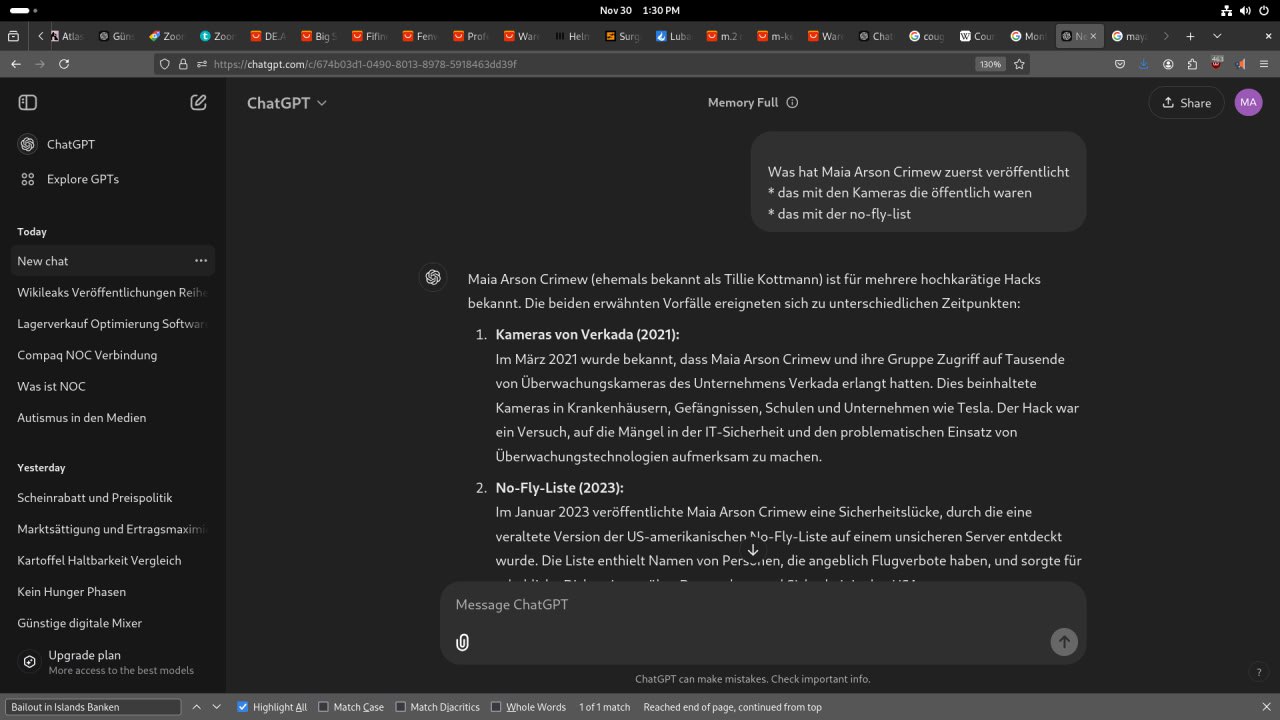 Nov 30 1:30 PM
Atlas
Güns
Zoor
Zoom
DE.A
Big S
Fifine
Fenv
Profe
Ware
Helm
Surg
Luba
m.2
m-ke
Ware
Chat
coug
Cour
Mont
maya
https://chatgpt.com/c/674b03d1-0490-8013-8978-5918463dd39f
130%
ChatGPT
Memory Full
Share
MA
ChatGPT
Explore GPTs
Today
New chat
Wikileaks Veröffentlichungen Reihe
Lagerverkauf Optimierung Softwar
Compaq NOC Verbindung
Was ist NOC
Autismus in den Medien
Yesterday
Scheinrabatt und Preispolitik
Marktsättigung und Ertragsmaximi
Kartoffel Haltbarkeit Vergleich
Kein Hunger Phasen
Günstige digitale Mixer
Upgrade plan
More access to the best models
Was hat Maia Arson Crimew zuerst veröffentlicht
* das mit den Kameras die öffentlich waren
* das mit der no-fly-list
Maia Arson Crimew (ehemals bekannt als Tillie Kottmann) ist für mehrere hochkarätige Hacks
bekannt. Die beiden erwähnten Vorfälle ereigneten sich zu unterschiedlichen Zeitpunkten:
1. Kameras von Verkada (2021):
Im März 2021 wurde bekannt, dass Maia Arson Crimew und ihre Gruppe Zugriff auf Tausende
von Überwachungskameras des Unternehmens Verkada erlangt hatten. Dies beinhaltete
Kameras in Krankenhäusern, Gefängnissen, Schulen und Unternehmen wie Tesla. Der Hack war
ein Versuch, auf die Mängel in der IT-Sicherheit und den problematischen Einsatz von
Überwachungstechnologien aufmerksam zu machen.
2. No-Fly-Liste (2023):
Im Januar 2023 veröffentlichte Maia Arson Crimew eine Sicherheitslücke, durch die eine
veraltete Version der US-amerikanischen No-Fly-Liste auf einem unsicheren Server entdeckt
wurde. Die Liste enthielt Namen von Personen, die angeblich Flugverbote haben, und sorgte für
Message ChatGPT
ChatGPT can make mistakes. Check important info.
?
Bailout in Islands Banken
Highlight All
Match Case
Match Diacritics
Whole Words
1 of 1 match
Reached end of page, continued from top